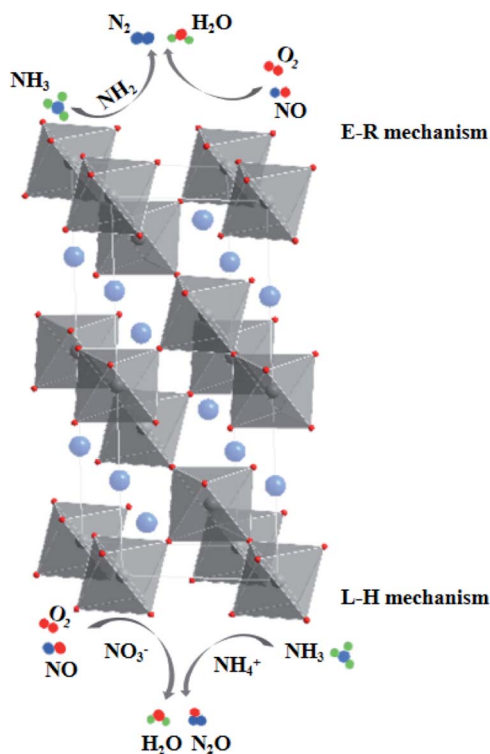 N₂ H₂O
NH₃ NH₂ O₂
NO
E-R mechanism
L-H mechanism
O₂
NO NO₃⁻ NH₄⁺ NH₃
H₂O N₂O